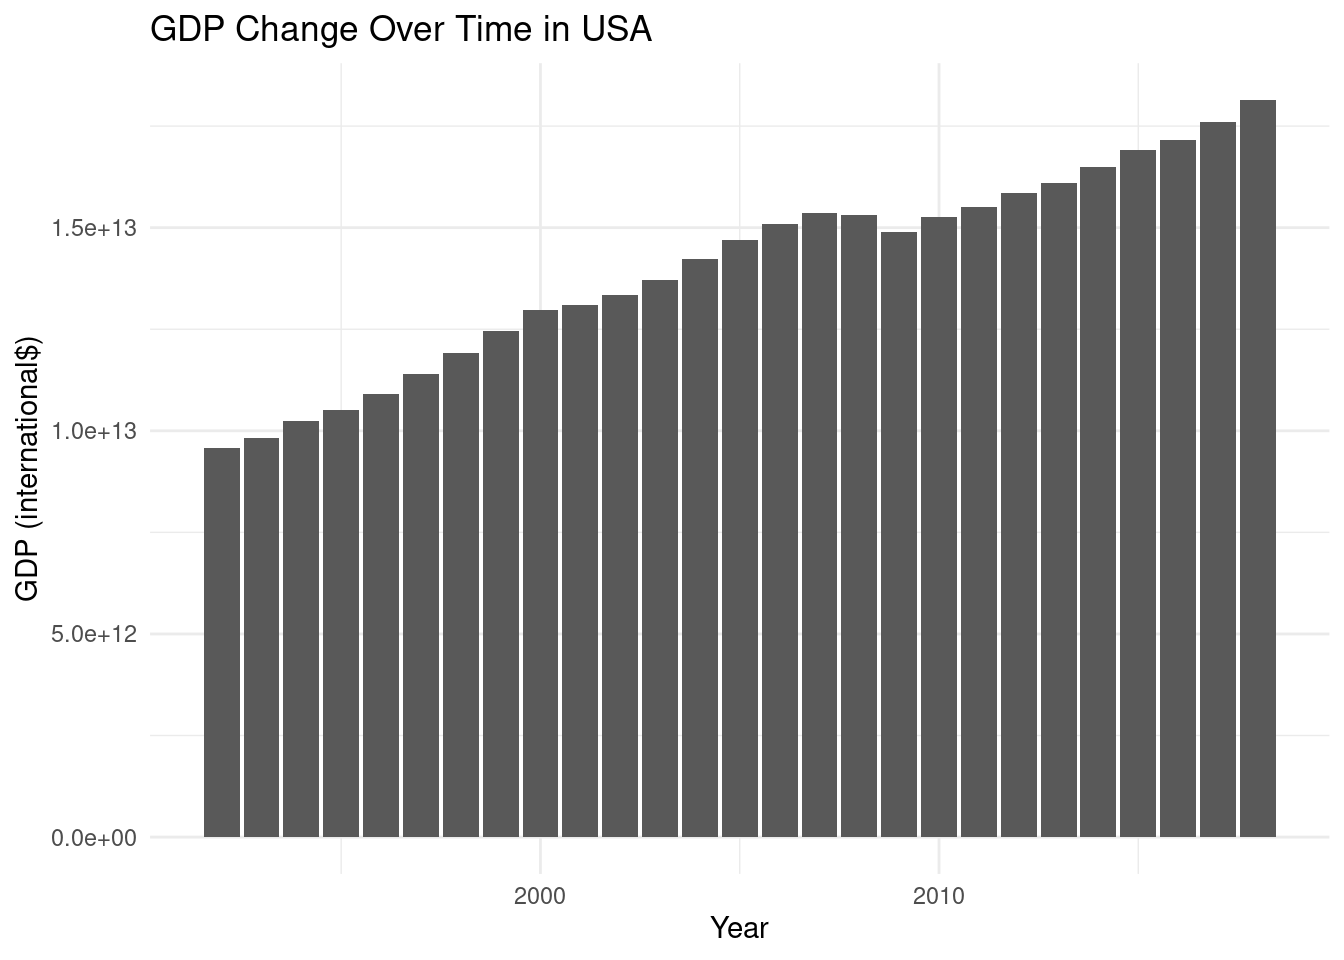 GDP Change Over Time in USA
GDP (international$)
1.5e+13
1.0e+13
5.0e+12
0.0e+00
2000
2010
Year